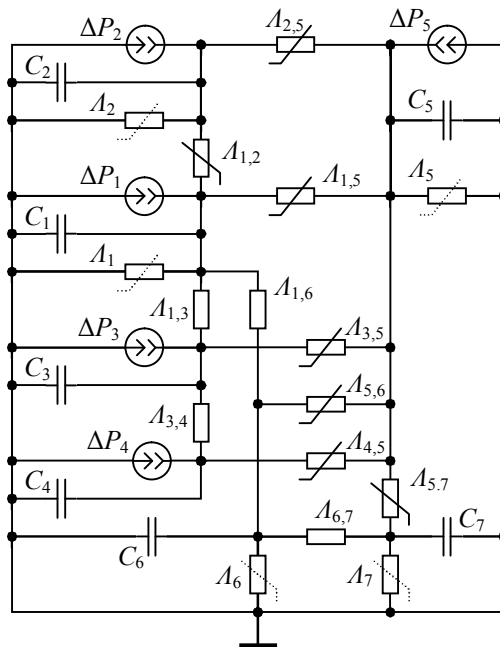 ΔP₂
Λ₂,₅
ΔP₅
C₂
Λ₂
C₅
Λ₁,₂
ΔP₁
Λ₁,₅
Λ₅
C₁
Λ₁
Λ₁,₃
Λ₁,₆
ΔP₃
Λ₃,₅
C₃
Λ₃,₄
Λ₅,₆
ΔP₄
Λ₄,₅
C₄
Λ₅.₇
C₆
Λ₆,₇
C₇
Λ₆
Λ₇